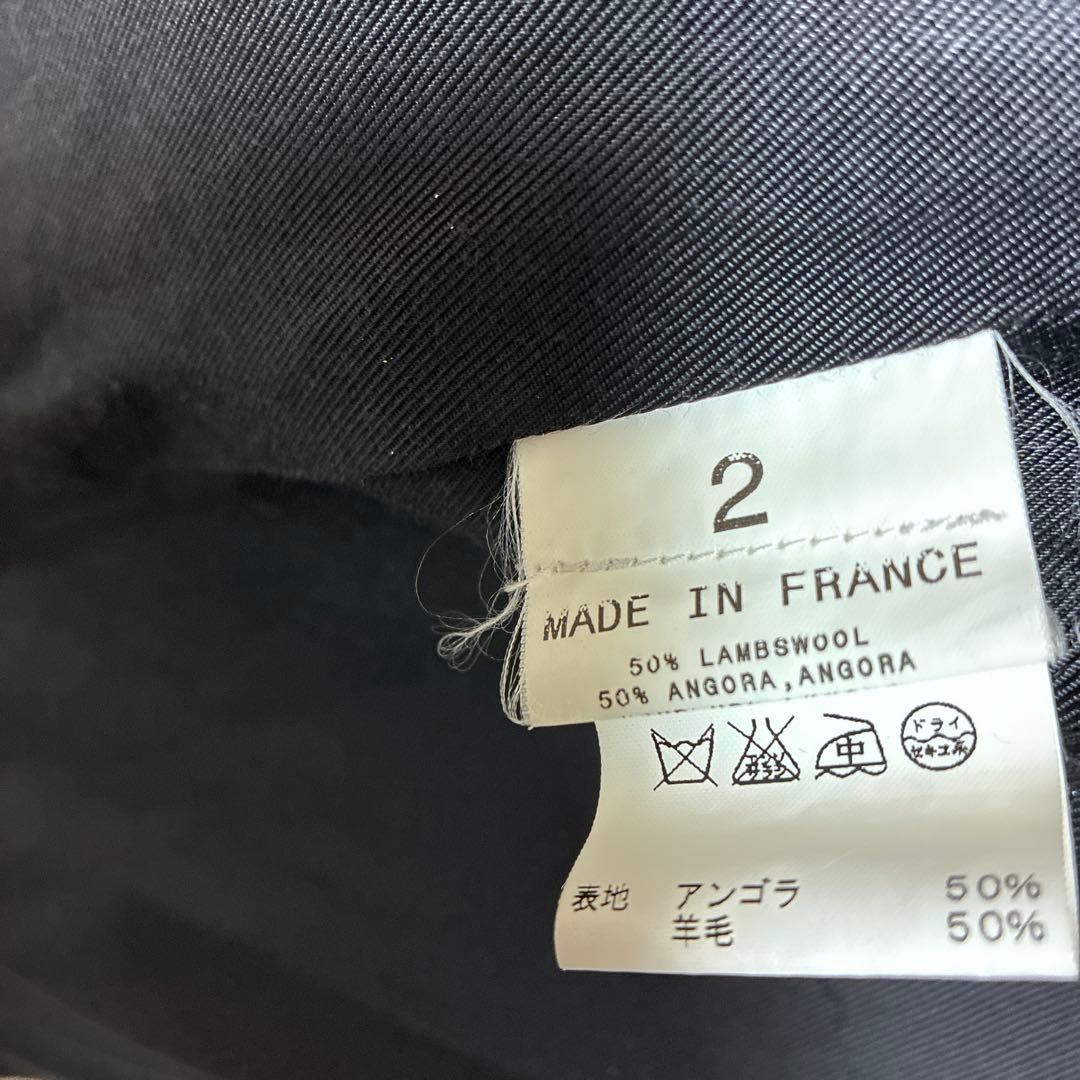 2
MADE IN FRANCE
50% LAMBSWOOL
50% ANGORA,ANGORA
中
ドライ
セキユ系
表地 アンゴラ 50%
羊毛 50%